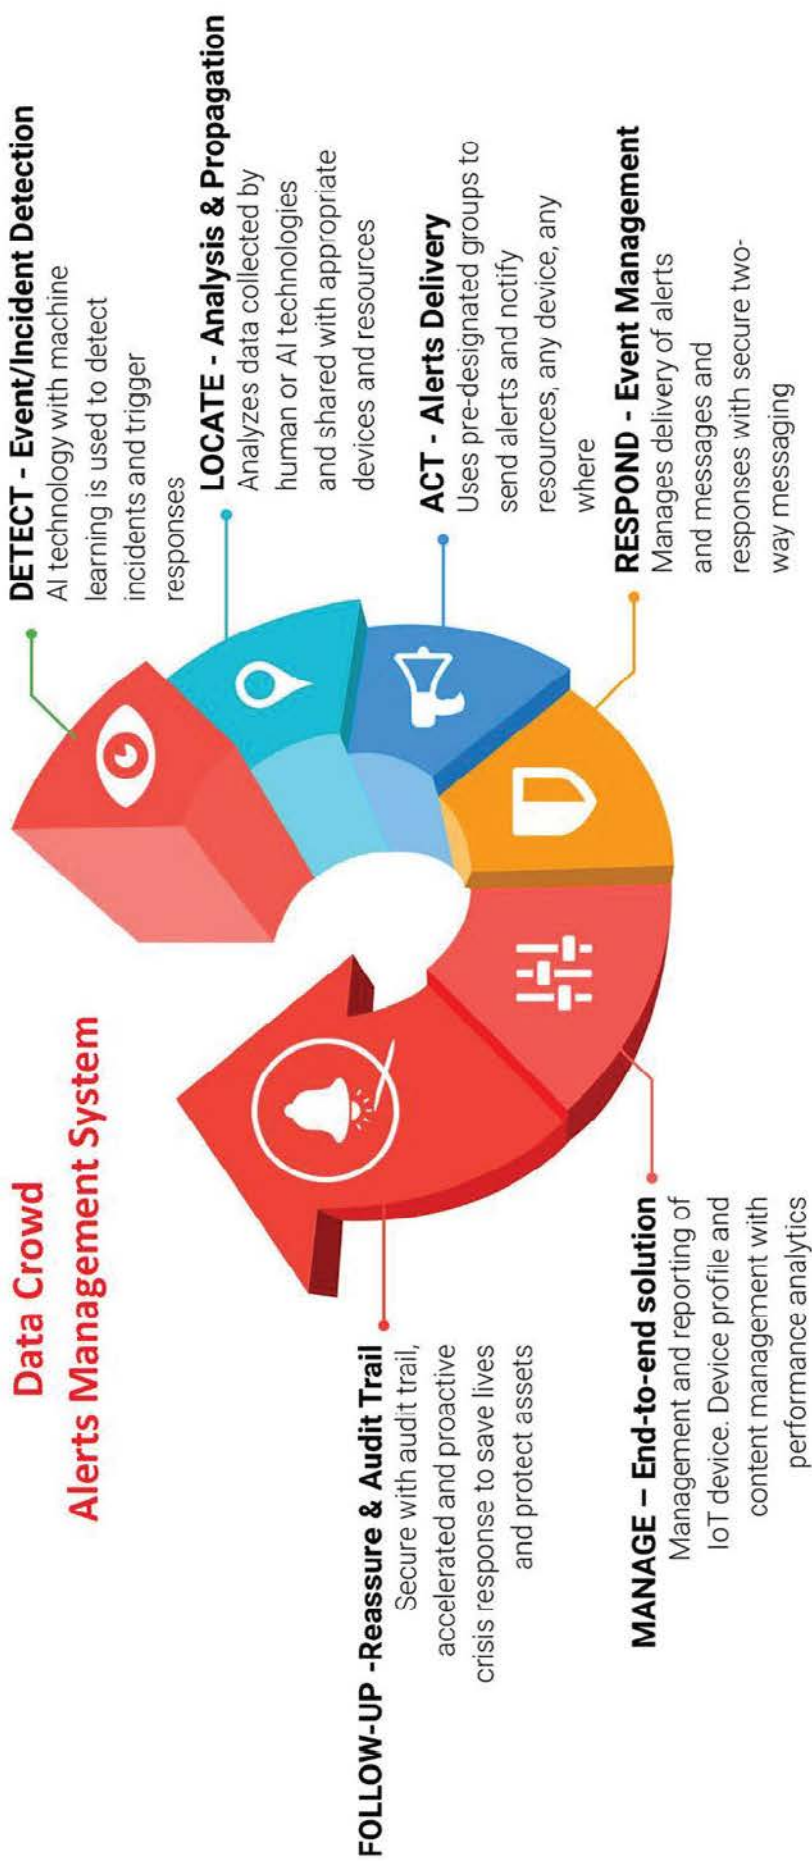 Data Crowd
Alerts Management System
DETECT - Event/Incident Detection
AI technology with machine
learning is used to detect
incidents and trigger
responses
LOCATE - Analysis & Propagation
Analyzes data collected by
human or AI technologies
and shared with appropriate
devices and resources
ACT - Alerts Delivery
Uses pre-designated groups to
send alerts and notify
resources, any device, any
where
RESPOND - Event Management
Manages delivery of alerts
and messages and
responses with secure two-
way messaging
MANAGE – End-to-end solution
Management and reporting of
IoT device. Device profile and
content management with
performance analytics
FOLLOW-UP -Reassure & Audit Trail
Secure with audit trail,
accelerated and proactive
crisis response to save lives
and protect assets